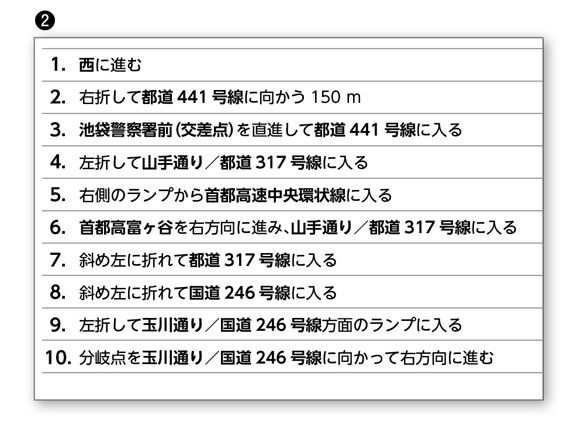 ❷
1. 西に進む
2. 右折して都道 441 号線に向かう 150 m
3. 池袋警察署前（交差点）を直進して都道 441 号線に入る
4. 左折して山手通り／都道 317 号線に入る
5. 右側のランプから首都高速中央環状線に入る
6. 首都高富ヶ谷を右方向に進み、山手通り／都道 317 号線に入る
7. 斜め左に折れて都道 317 号線に入る
8. 斜め左に折れて国道 246 号線に入る
9. 左折して玉川通り／国道 246 号線方面のランプに入る
10. 分岐点を玉川通り／国道 246 号線に向かって右方向に進む